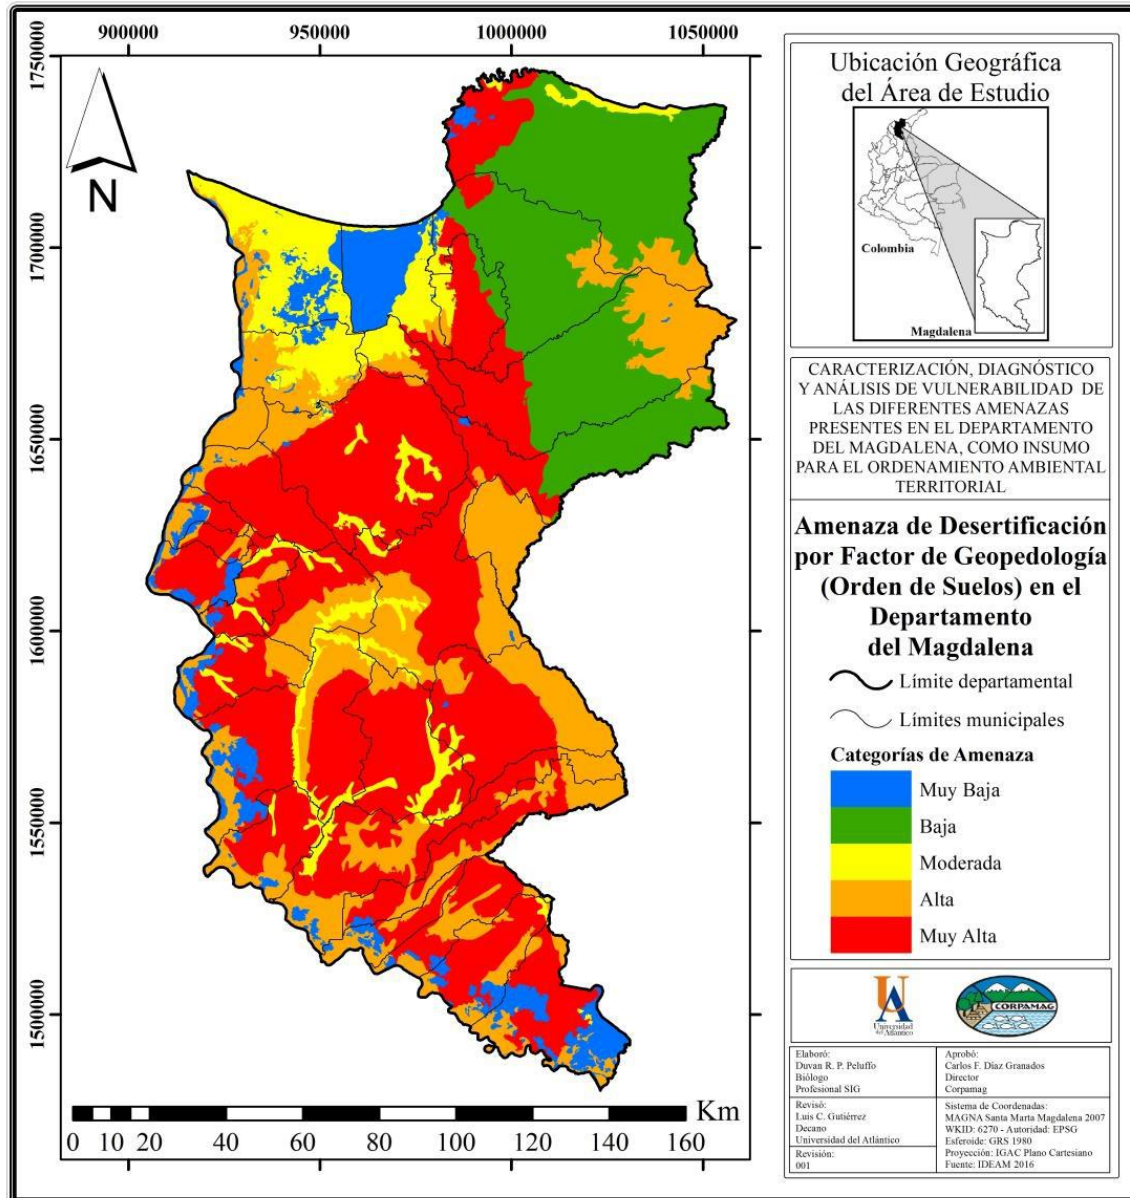 900000
950000
1000000
1050000
1750000
1700000
1650000
1600000
1550000
1500000
N
Km
0 10 20 40 60 80 100 120 140 160
Ubicación Geográfica
del Área de Estudio
Colombia
Magdalena
CARACTERIZACIÓN, DIAGNÓSTICO
Y ANÁLISIS DE VULNERABILIDAD DE
LAS DIFERENTES AMENAZAS
PRESENTES EN EL DEPARTAMENTO
DEL MAGDALENA, COMO INSUMO
PARA EL ORDENAMIENTO AMBIENTAL
TERRITORIAL
Amenaza de Desertificación
por Factor de Geopedología
(Orden de Suelos) en el
Departamento
del Magdalena
Límite departamental
Límites municipales
Categorías de Amenaza
Muy Baja
Baja
Moderada
Alta
Muy Alta
Universidad
del Atlántico
CORPAMAG
Elaboró:
Duvan R. P. Peluffo
Biólogo
Profesional SIG
Aprobó:
Carlos F. Díaz Granados
Director
Corpamag
Revisó:
Luis C. Gutiérrez
Decano
Universidad del Atlántico
Revisión:
001
Sistema de Coordenadas:
MAGNA Santa Marta Magdalena 2007
WKID: 6270 - Autoridad: EPSG
Esferoide: GRS 1980
Proyección: IGAC Plano Cartesiano
Fuente: IDEAM 2016